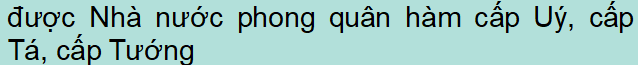 được Nhà nước phong quân hàm cấp Uý, cấp
Tá, cấp Tướng